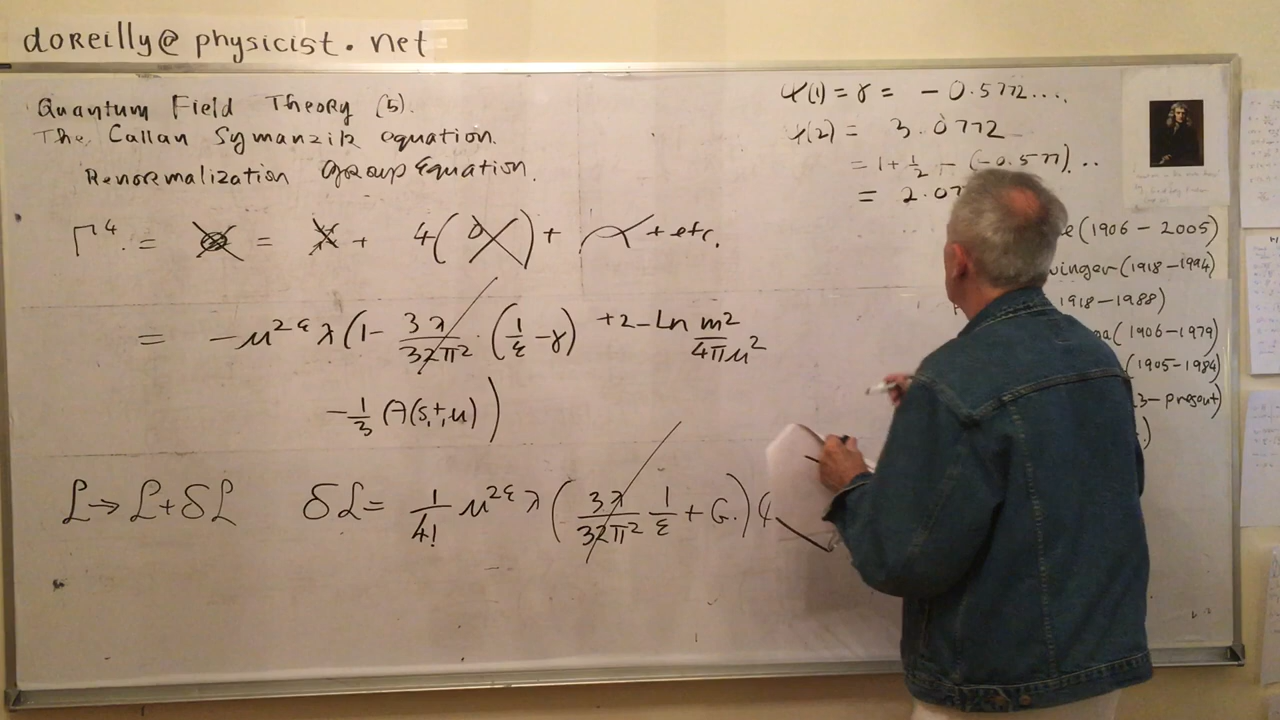 doreilly@physicist.net
Quantum Field Theory (5).
The Callan Symanzik equation.
Renormalization Group Equation.
Γ⁴. = = + 4( ) + + etc.
= -μ^2ε λ(1 - 3λ/32π² · (1/ε - γ) + 2 - Ln m²/4πμ²
- 1/3 A(s,t,u))
ℒ → ℒ + δℒ δℒ = 1/4! μ^2ε λ (3λ/32π² 1/ε + G.)
ψ(1) = γ = - 0.5772....
ψ(2) = 3.0772
= 1 + 1/2 - (-0.577)...
= 2.07
(1906 - 2005)
(1918-1994)
1918-1988)
(1906-1979)
(1905-1984)
3-present)